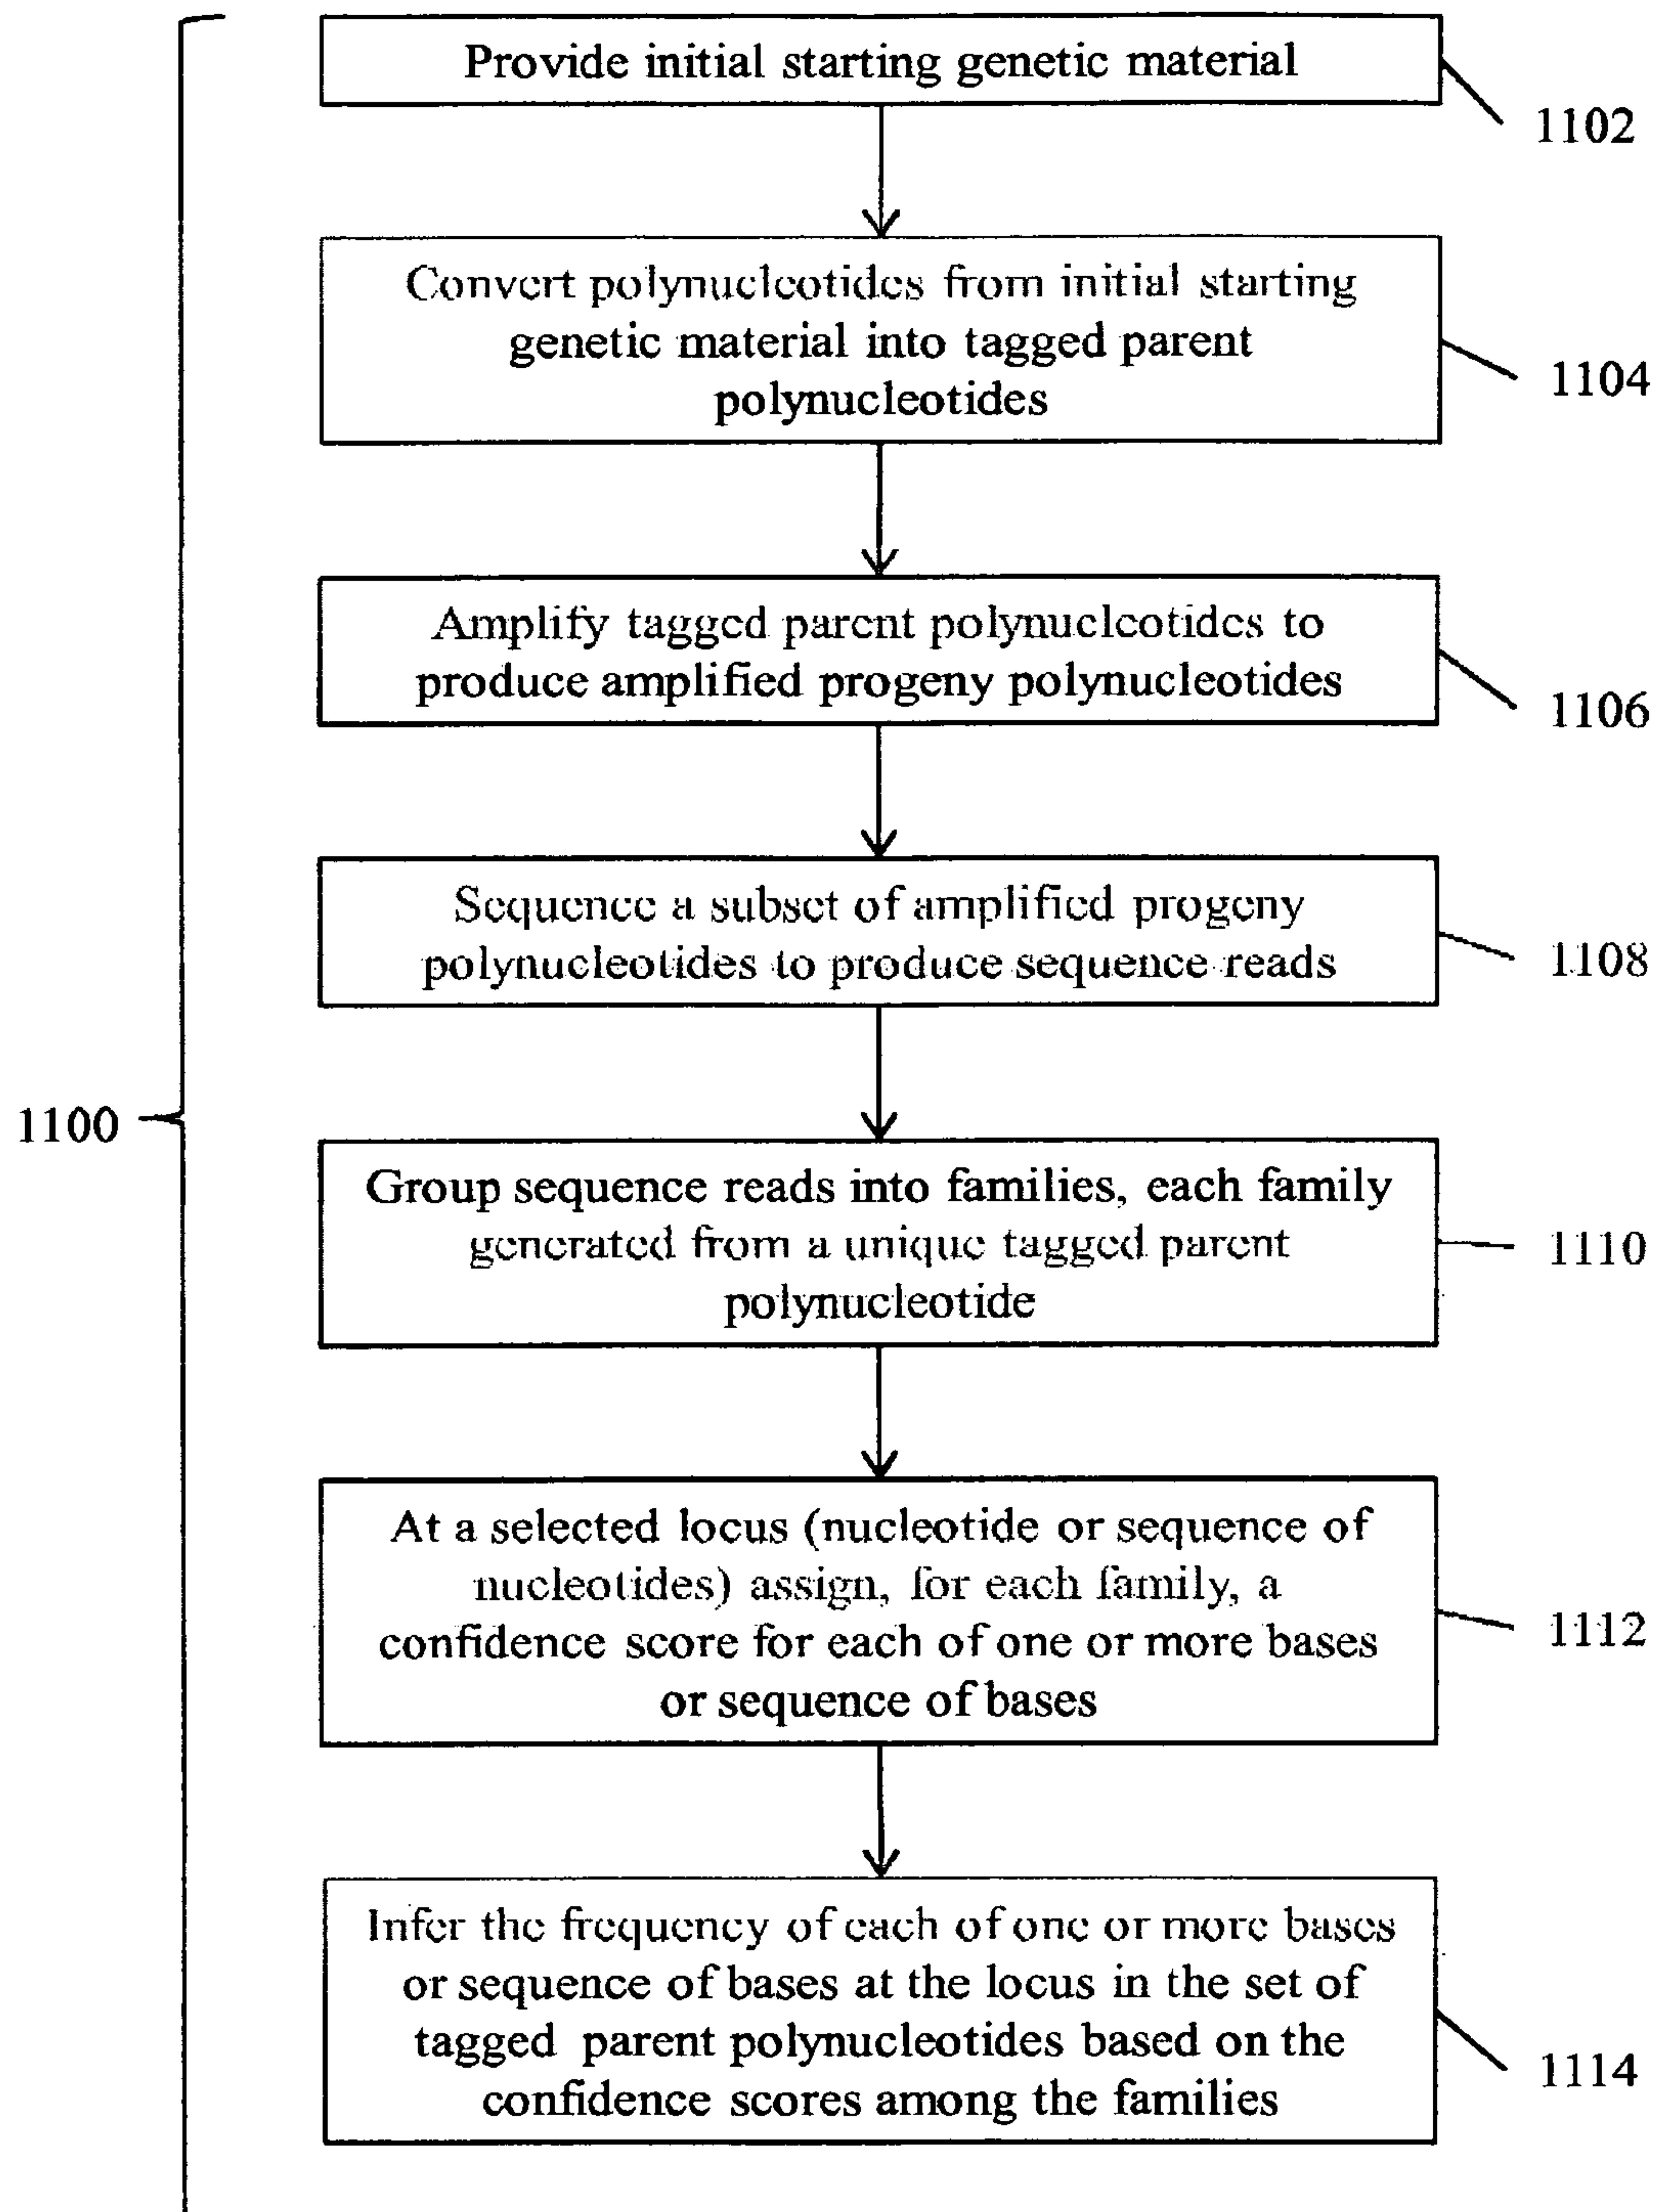 Provide initial starting genetic material
1102
Convert polynucleotides from initial starting
genetic material into tagged parent
polynucleotides
1104
Amplify tagged parent polynucleotides to
produce amplified progeny polynucleotides
1106
Sequence a subset of amplified progeny
polynucleotides to produce sequence reads
1108
1100
Group sequence reads into families, each family
generated from a unique tagged parent
polynucleotide
1110
At a selected locus (nucleotide or sequence of
nucleotides) assign, for each family, a
confidence score for each of one or more bases
or sequence of bases
1112
Infer the frequency of each of one or more bases
or sequence of bases at the locus in the set of
tagged parent polynucleotides based on the
confidence scores among the families
1114